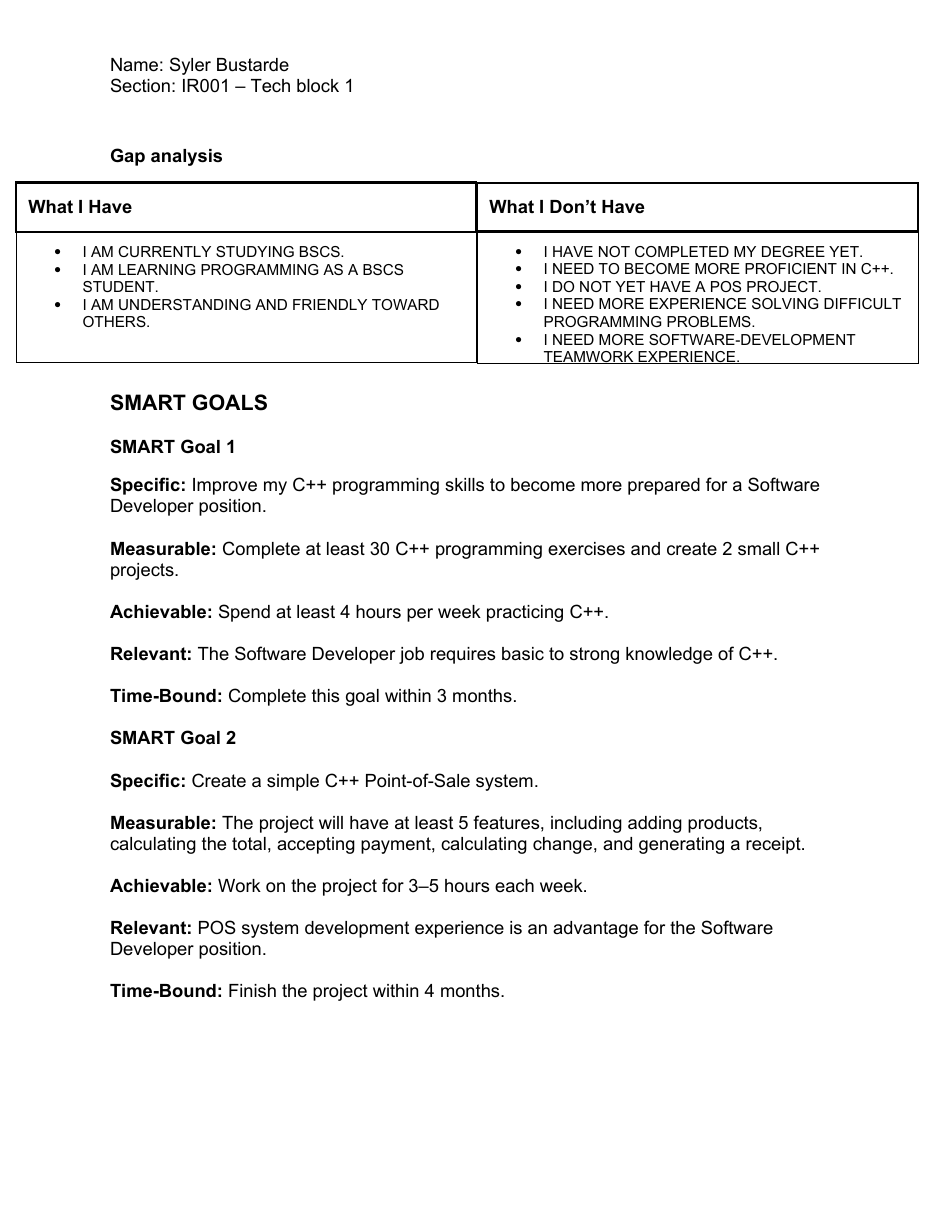 Name: Syler Bustarde
Section: IR001 – Tech block 1
Gap analysis
What I Have
What I Don’t Have
• I AM CURRENTLY STUDYING BSCS.
• I AM LEARNING PROGRAMMING AS A BSCS
STUDENT.
• I AM UNDERSTANDING AND FRIENDLY TOWARD
OTHERS.
• I HAVE NOT COMPLETED MY DEGREE YET.
• I NEED TO BECOME MORE PROFICIENT IN C++.
• I DO NOT YET HAVE A POS PROJECT.
• I NEED MORE EXPERIENCE SOLVING DIFFICULT
PROGRAMMING PROBLEMS.
• I NEED MORE SOFTWARE-DEVELOPMENT
TEAMWORK EXPERIENCE.
SMART GOALS
SMART Goal 1
Specific: Improve my C++ programming skills to become more prepared for a Software
Developer position.
Measurable: Complete at least 30 C++ programming exercises and create 2 small C++
projects.
Achievable: Spend at least 4 hours per week practicing C++.
Relevant: The Software Developer job requires basic to strong knowledge of C++.
Time-Bound: Complete this goal within 3 months.
SMART Goal 2
Specific: Create a simple C++ Point-of-Sale system.
Measurable: The project will have at least 5 features, including adding products,
calculating the total, accepting payment, calculating change, and generating a receipt.
Achievable: Work on the project for 3–5 hours each week.
Relevant: POS system development experience is an advantage for the Software
Developer position.
Time-Bound: Finish the project within 4 months.